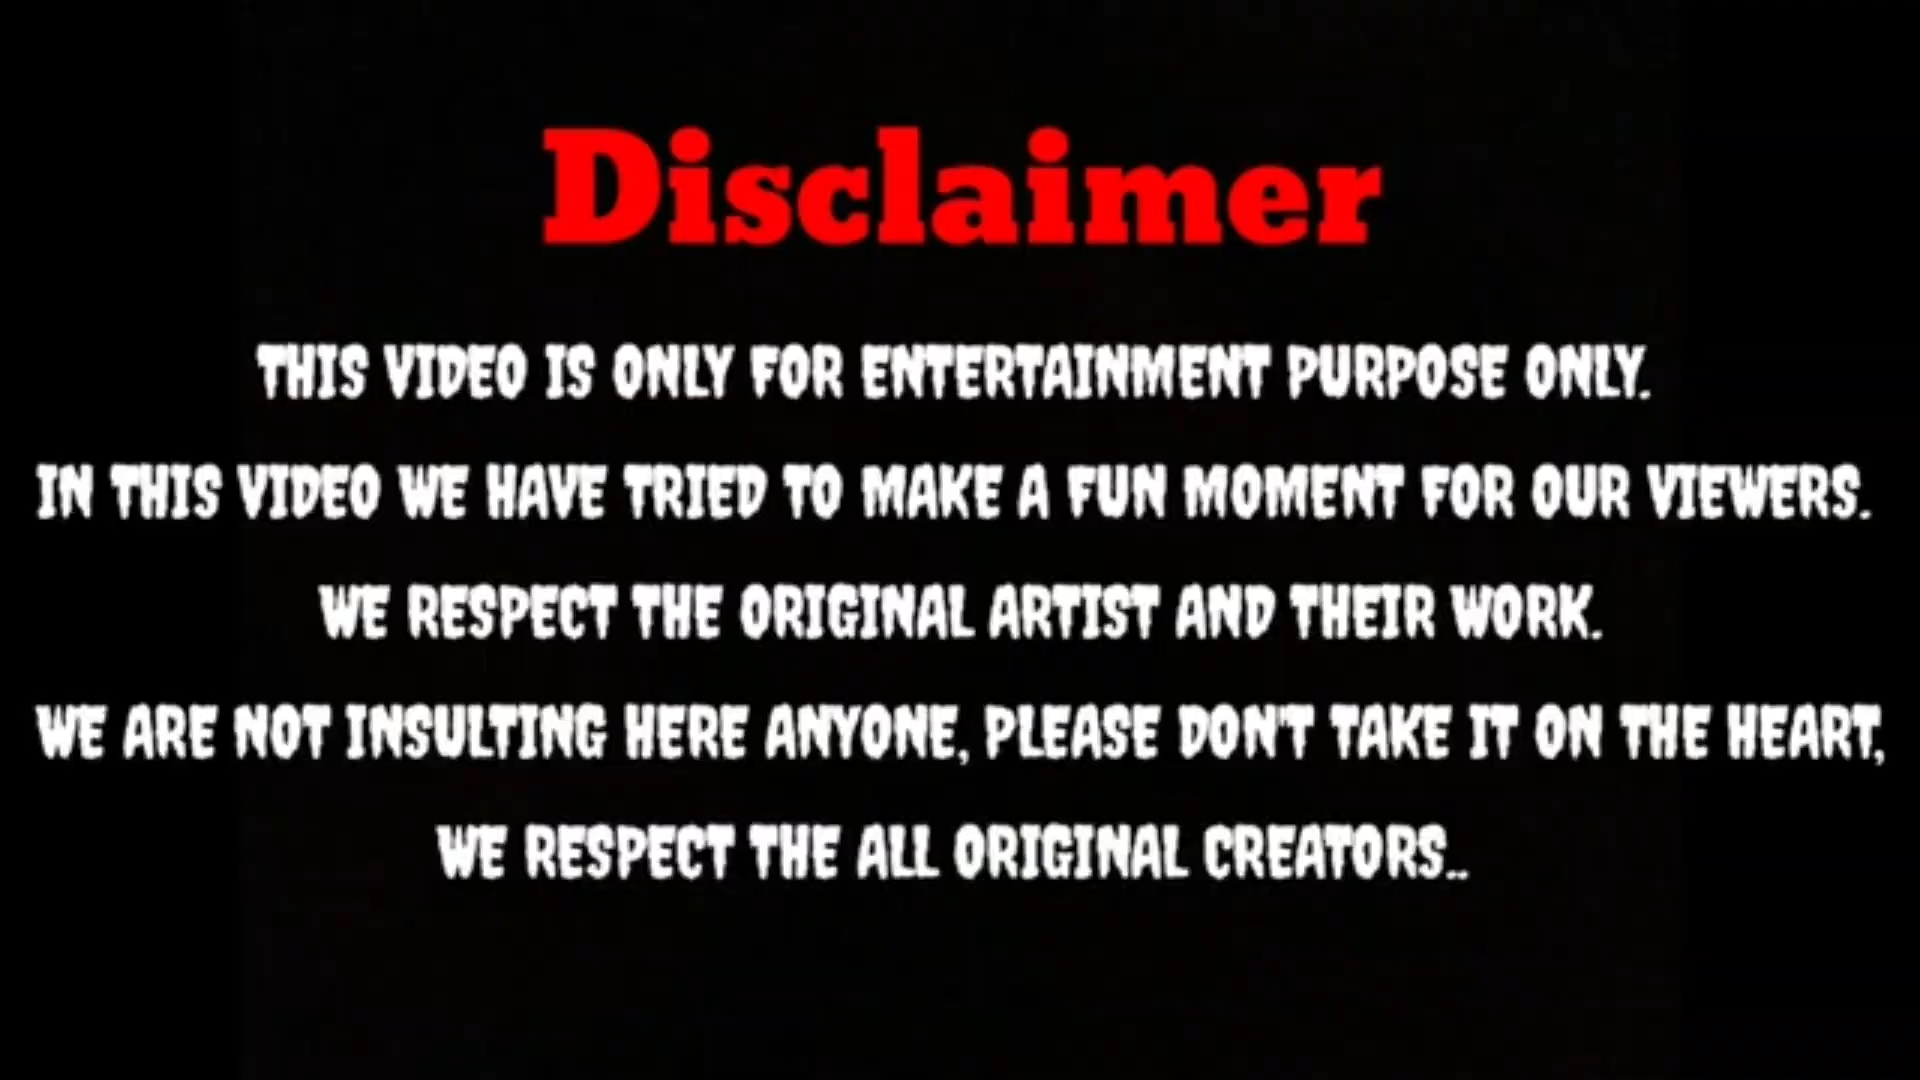 Disclaimer
THIS VIDEO IS ONLY FOR ENTERTAINMENT PURPOSE ONLY.
IN THIS VIDEO WE HAVE TRIED TO MAKE A FUN MOMENT FOR OUR VIEWERS.
WE RESPECT THE ORIGINAL ARTIST AND THEIR WORK.
WE ARE NOT INSULTING HERE ANYONE, PLEASE DON'T TAKE IT ON THE HEART,
WE RESPECT THE ALL ORIGINAL CREATORS..